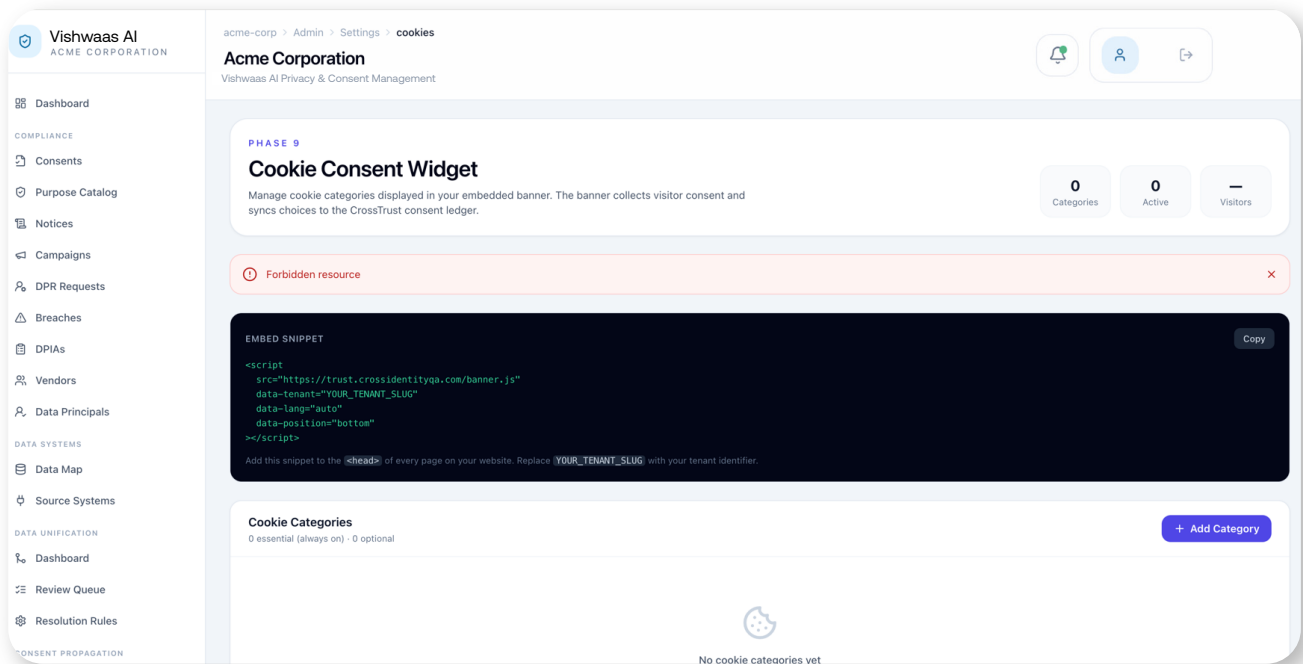 Vishwaas AI
ACME CORPORATION
Dashboard
COMPLIANCE
Consents
Purpose Catalog
Notices
Campaigns
DPR Requests
Breaches
DPIAs
Vendors
Data Principals
DATA SYSTEMS
Data Map
Source Systems
DATA UNIFICATION
Dashboard
Review Queue
Resolution Rules
CONSENT PROPAGATION
acme-corp > Admin > Settings > cookies
Acme Corporation
Vishwaas AI Privacy & Consent Management
PHASE 9
Cookie Consent Widget
Manage cookie categories displayed in your embedded banner. The banner collects visitor consent and
syncs choices to the CrossTrust consent ledger.
0
Categories
0
Active
—
Visitors
Forbidden resource
EMBED SNIPPET
Copy
<script
src="https://trust.crossidentityqa.com/banner.js"
data-tenant="YOUR_TENANT_SLUG"
data-lang="auto"
data-position="bottom"
></script>
Add this snippet to the <head> of every page on your website. Replace YOUR_TENANT_SLUG with your tenant identifier.
Cookie Categories
0 essential (always on) · 0 optional
+ Add Category
No cookie categories yet